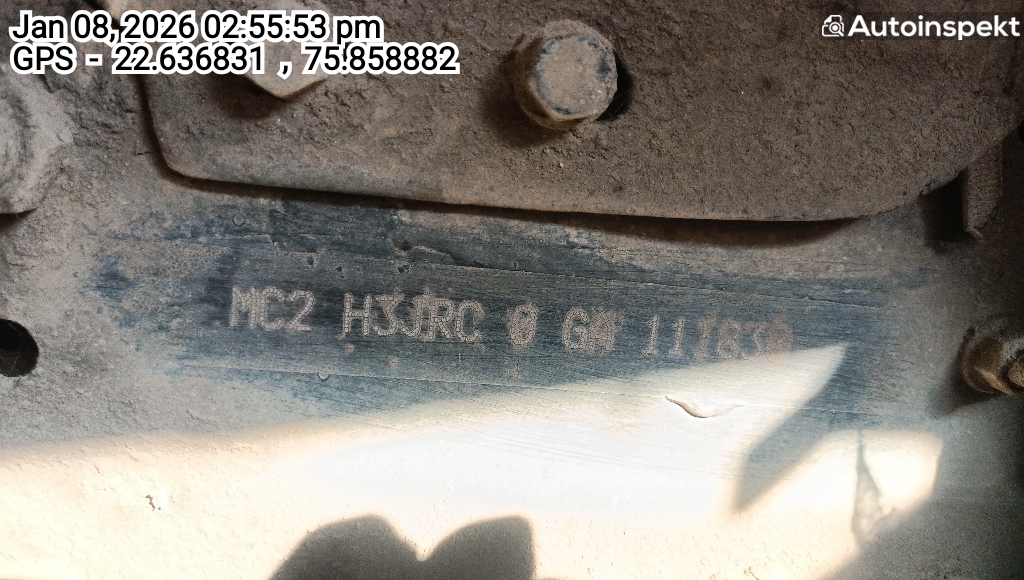 Jan 08, 2026 02:55:53 pm
GPS - 22.636831 , 75.858882
Autoinspekt
MC2 H3JRC 0